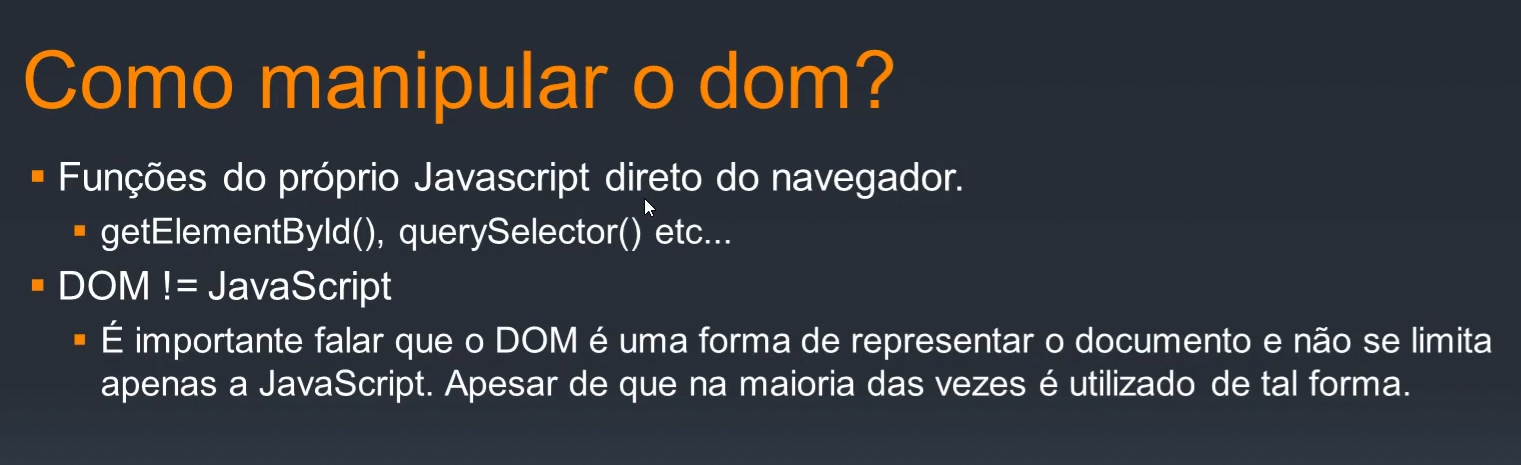 Como manipular o dom?
Funções do próprio Javascript direto do navegador.
getElementById(), querySelector() etc...
DOM != JavaScript
É importante falar que o DOM é uma forma de representar o documento e não se limita
apenas a JavaScript. Apesar de que na maioria das vezes é utilizado de tal forma.